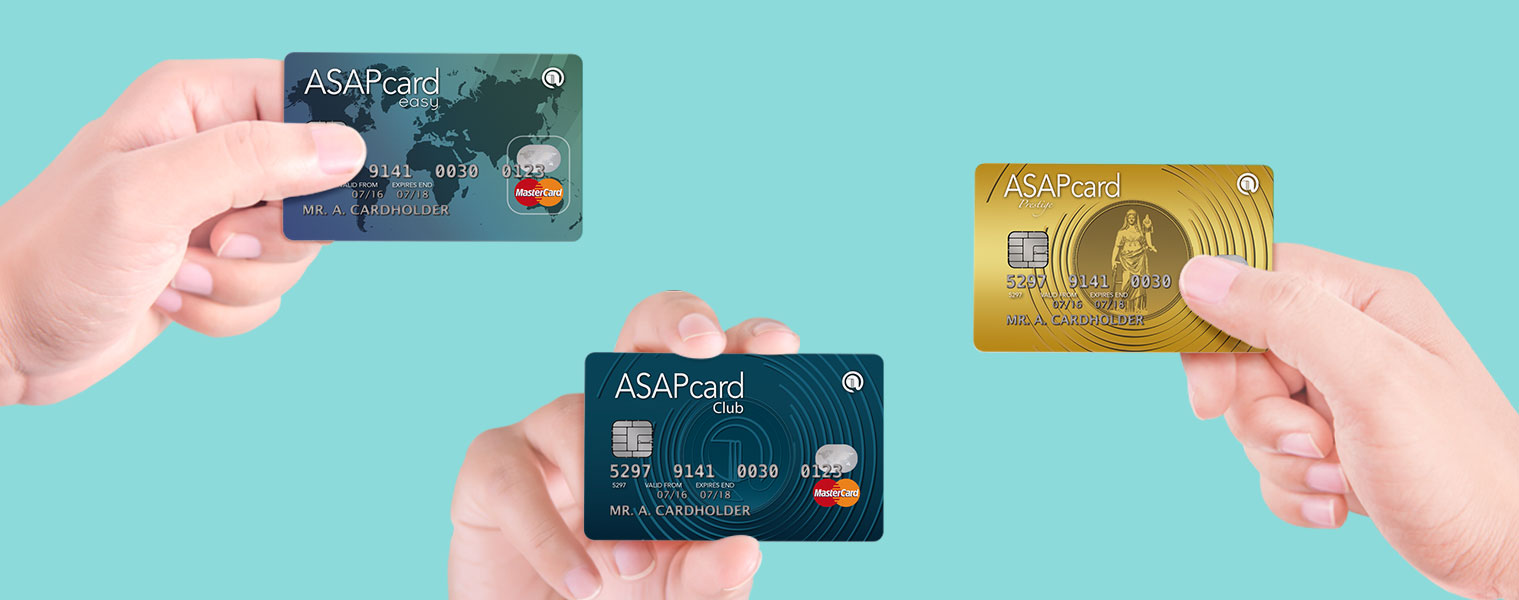 ASAPcard
easy
9141 0030 0123
VALID FROM EXPIRES END
07/16 07/18
MR. A. CARDHOLDER
MasterCard
ASAPcard
Club
5297 9141 0030 0123
5297 VALID FROM EXPIRES END
07/16 07/18
MR. A. CARDHOLDER
MasterCard
ASAPcard
Prestige
5297 9141 0030
5297 VALID FROM EXPIRES END
07/16 07/18
MR. A. CARDHOLDER